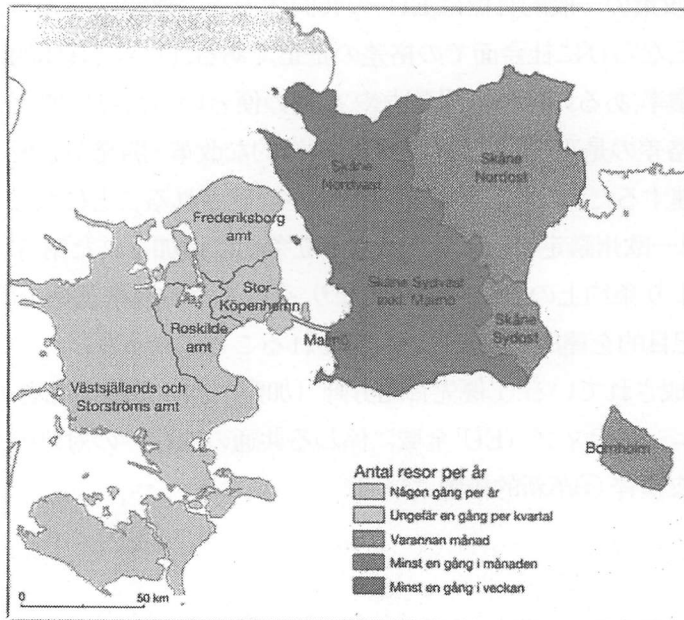 Skåne
Nordväst
Skåne
Nordost
Frederiksborg
amt
Stor-
Köpenhamn
Roskilde
amt
Skåne Sydväst
exkl. Malmö
Malmö
Skåne
Sydost
Västsjällands och
Storströms amt
Bornholm
Antal resor per år
Någon gång per år
Ungefär en gång per kvartal
Varannan månad
Minst en gång i månaden
Minst en gång i veckan
0
50 km